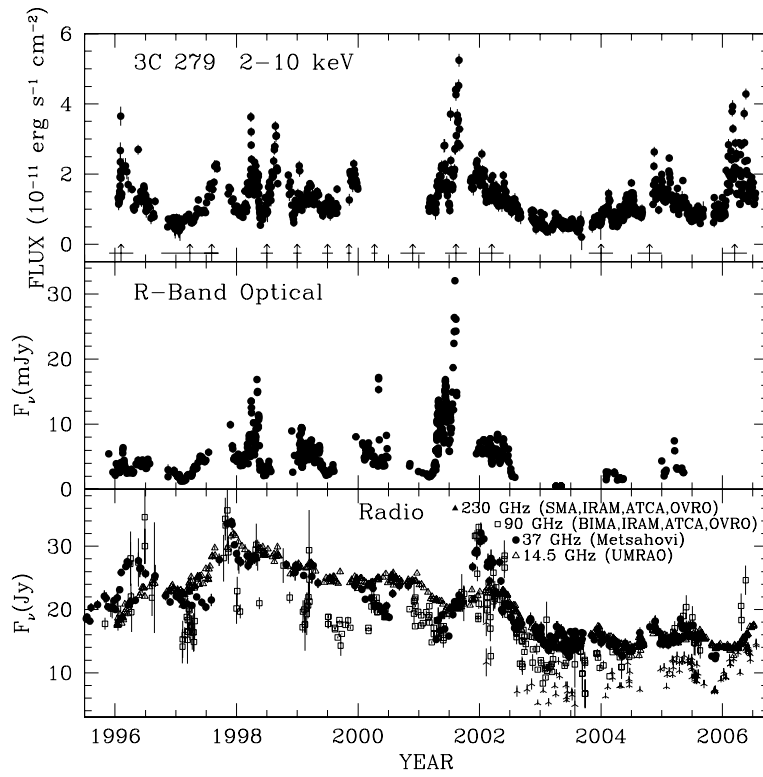 3C 279 2−10 keV
FLUX (10⁻¹¹ erg s⁻¹ cm⁻²)
6
4
2
0
R-Band Optical
Fν(mJy)
30
20
10
0
Radio
▲230 GHz (SMA,IRAM,ATCA,OVRO)
□90 GHz (BIMA,IRAM,ATCA,OVRO)
●37 GHz (Metsahovi)
△14.5 GHz (UMRAO)
Fν(Jy)
30
20
10
1996 1998 2000 2002 2004 2006
YEAR